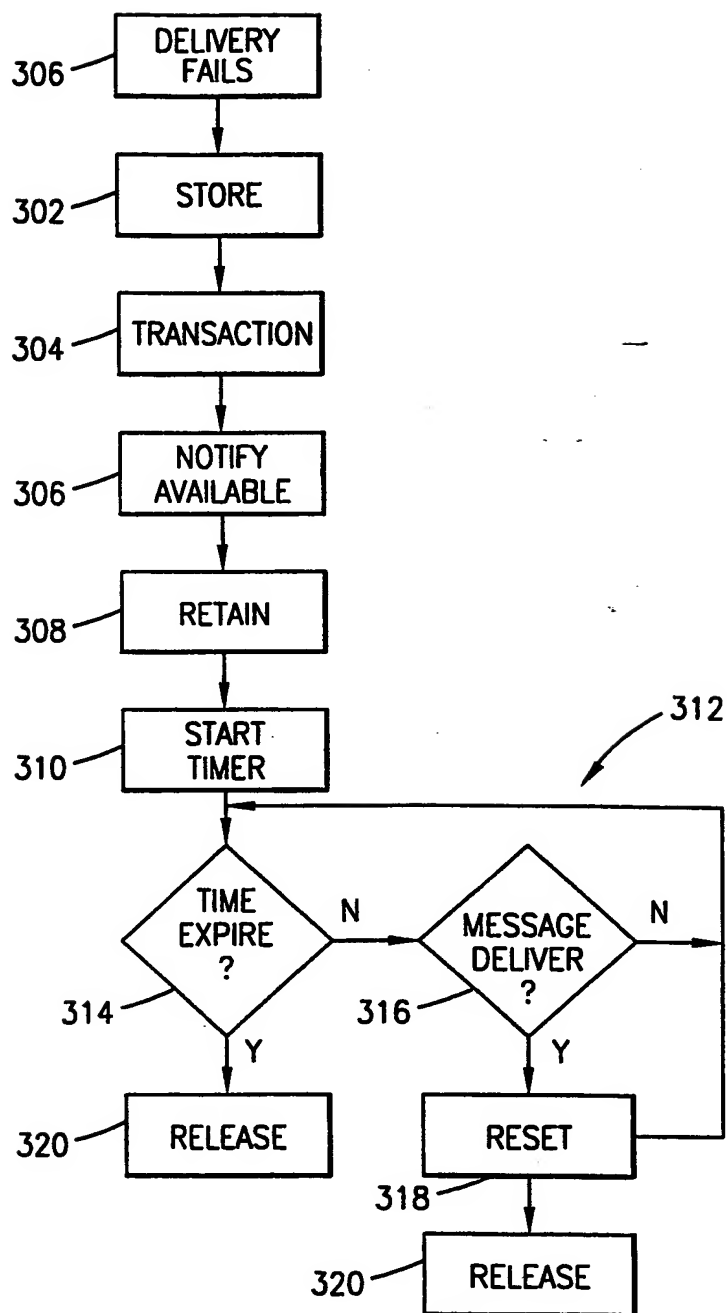 DELIVERY
FAILS
306
STORE
302
TRANSACTION
304
NOTIFY
AVAILABLE
306
RETAIN
308
START
TIMER
310
312
TIME
EXPIRE
?
N
314
Y
MESSAGE
DELIVER
?
N
316
Y
RELEASE
320
RESET
318
RELEASE
320